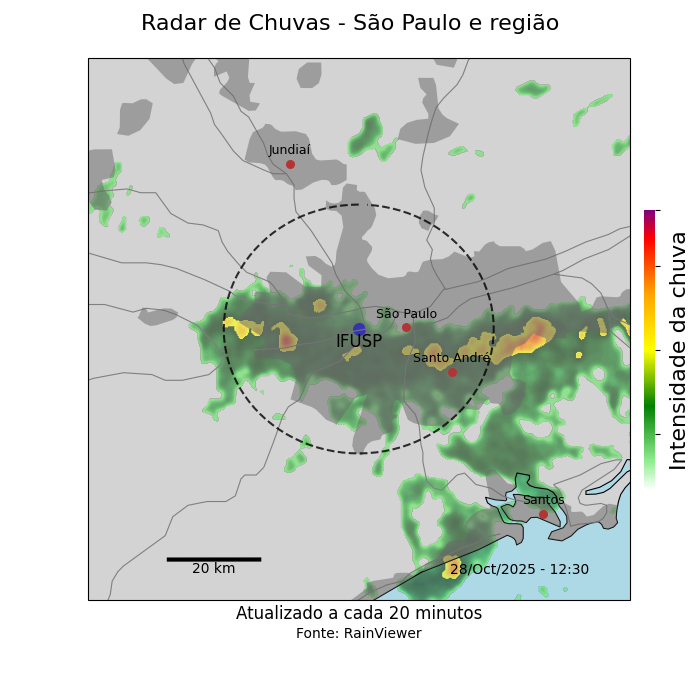 Radar de Chuvas - São Paulo e região
Jundiaí
São Paulo
IFUSP
Santo André
Santos
20 km
28/Oct/2025 - 12:30
Intensidade da chuva
Atualizado a cada 20 minutos
Fonte: RainViewer